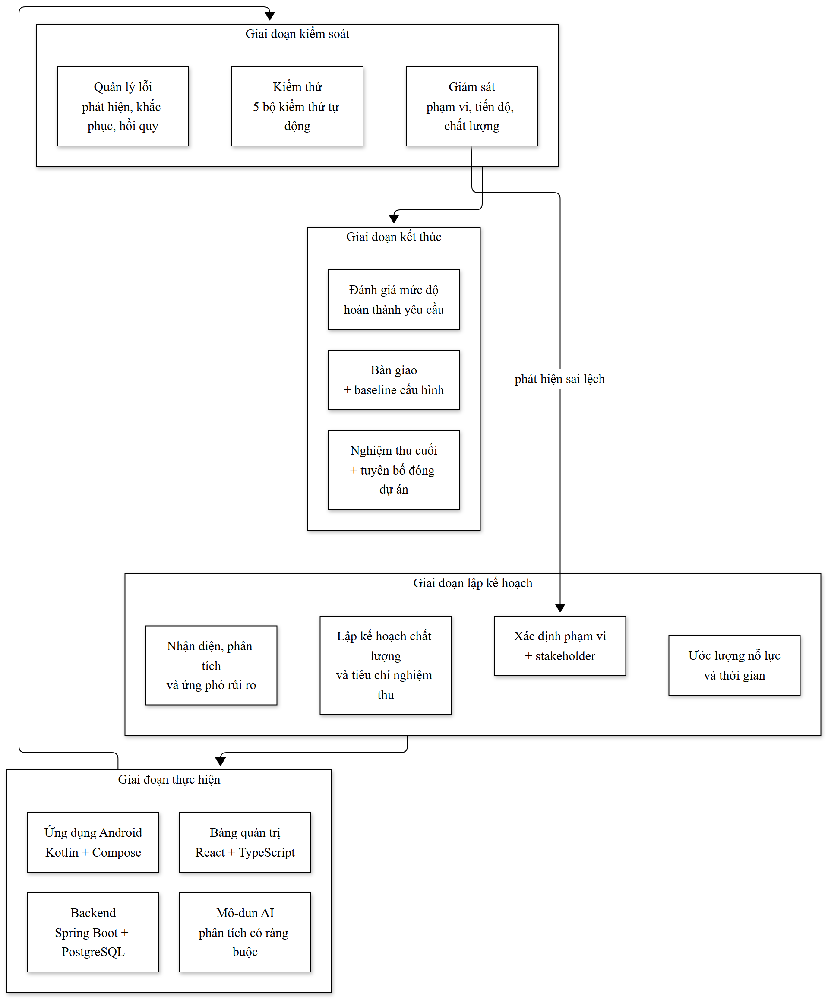 Giai đoạn kiểm soát
Quản lý lỗi
phát hiện, khắc
phục, hồi quy
Kiểm thử
5 bộ kiểm thử tự
động
Giám sát
phạm vi, tiến độ,
chất lượng
Giai đoạn kết thúc
Đánh giá mức độ
hoàn thành yêu cầu
Bàn giao
+ baseline cấu hình
Nghiệm thu cuối
+ tuyên bố đóng
dự án
phát hiện sai lệch
Giai đoạn lập kế hoạch
Nhận diện, phân
tích
và ứng phó rủi ro
Lập kế hoạch chất
lượng
và tiêu chí nghiệm
thu
Xác định phạm vi
+ stakeholder
Ước lượng nỗ lực
và thời gian
Giai đoạn thực hiện
Ứng dụng Android
Kotlin + Compose
Bảng quản trị
React + TypeScript
Backend
Spring Boot +
PostgreSQL
Mô-đun AI
phân tích có ràng
buộc